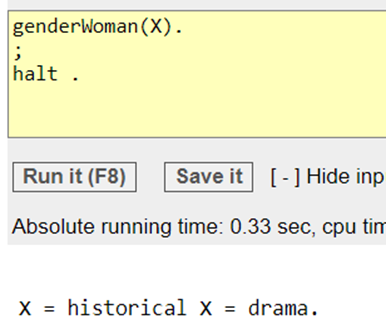 genderWoman(X).
;
halt .
Run it (F8) Save it [ - ] Hide inp
Absolute running time: 0.33 sec, cpu tim
X = historical X = drama.